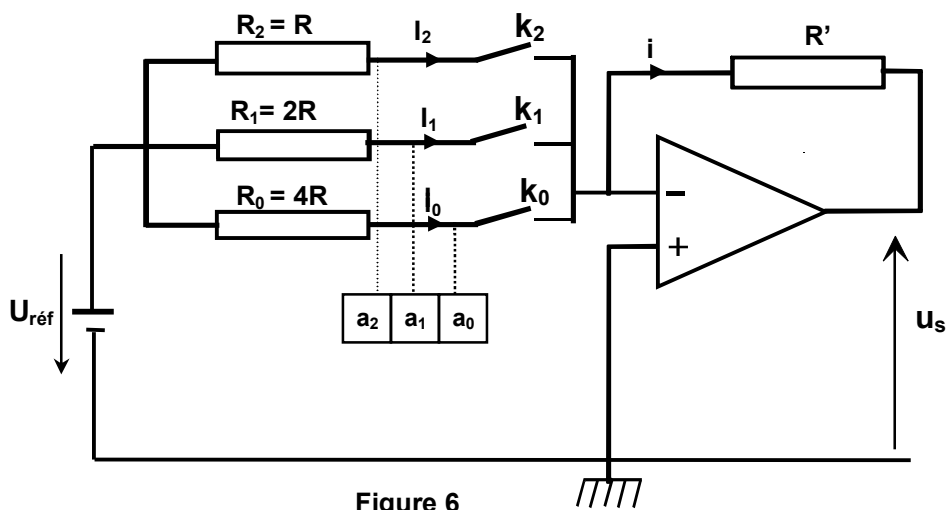 R₂ = R
I₂
k₂
i
R'
R₁= 2R
I₁
k₁
R₀ = 4R
I₀
k₀
−
+
Uréf
a₂ a₁ a₀
us
Figure 6